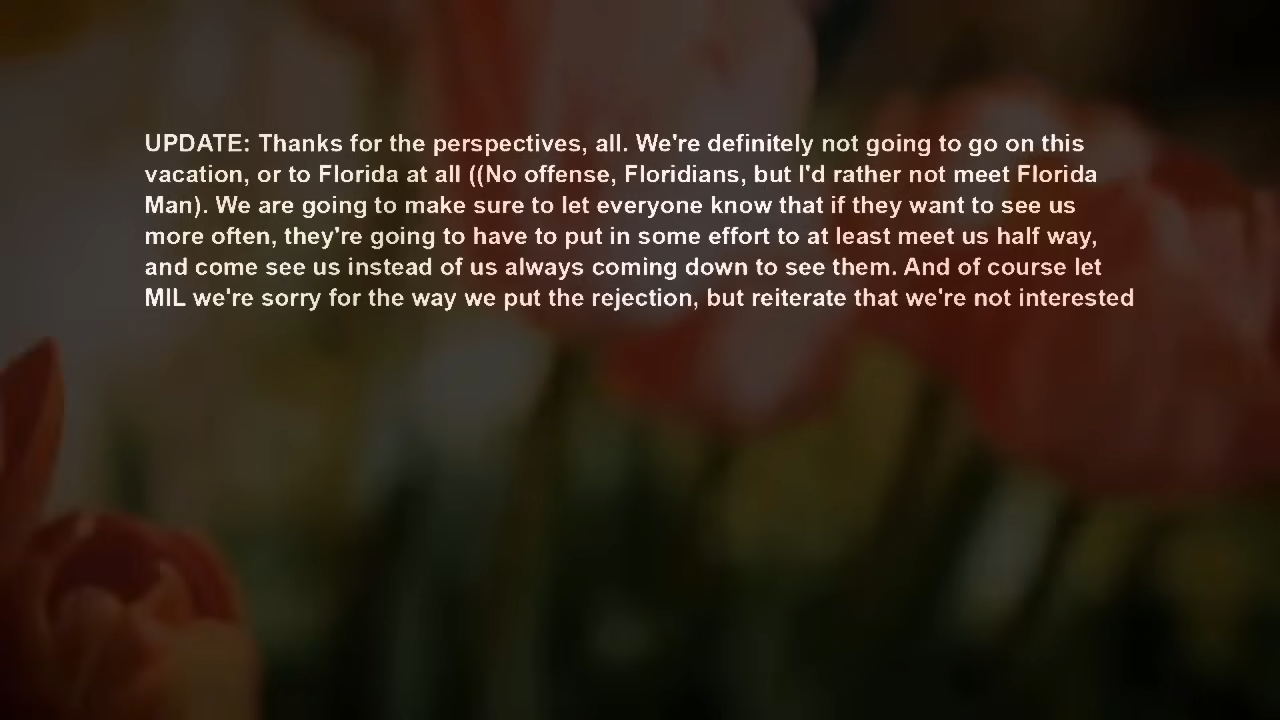 UPDATE: Thanks for the perspectives, all. We're definitely not going to go on this
vacation, or to Florida at all ((No offense, Floridians, but I'd rather not meet Florida
Man). We are going to make sure to let everyone know that if they want to see us
more often, they're going to have to put in some effort to at least meet us half way,
and come see us instead of us always coming down to see them. And of course let
MIL we're sorry for the way we put the rejection, but reiterate that we're not interested